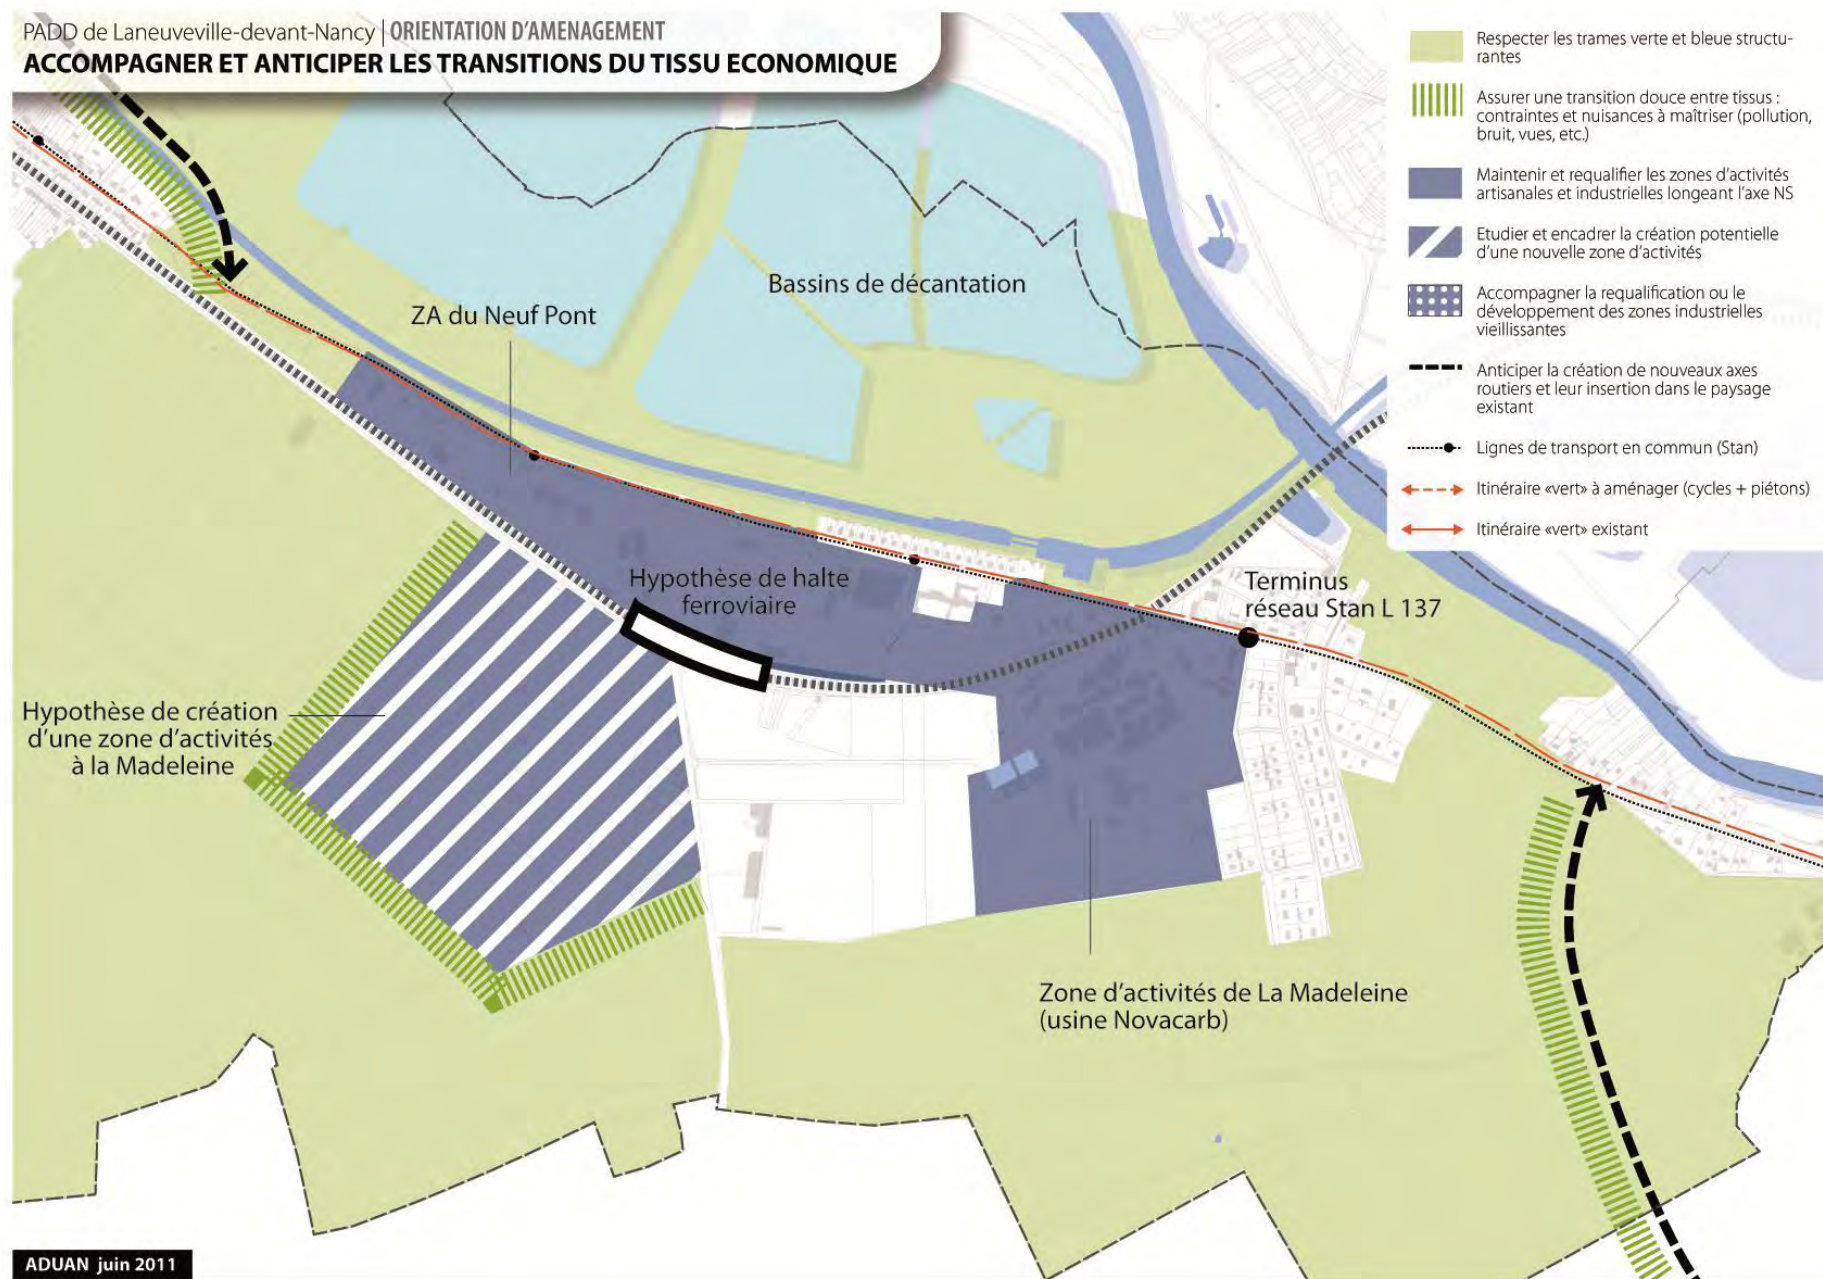 PADD de Laneuveville-devant-Nancy | ORIENTATION D'AMENAGEMENT
ACCOMPAGNER ET ANTICIPER LES TRANSITIONS DU TISSU ECONOMIQUE
Respecter les trames verte et bleue structu-
rantes
Assurer une transition douce entre tissus :
contraintes et nuisances à maîtriser (pollution,
bruit, vues, etc.)
Maintenir et requalifier les zones d'activités
artisanales et industrielles longeant l'axe NS
Etudier et encadrer la création potentielle
d'une nouvelle zone d'activités
Accompagner la requalification ou le
développement des zones industrielles
vieillissantes
Anticiper la création de nouveaux axes
routiers et leur insertion dans le paysage
existant
Lignes de transport en commun (Stan)
Itinéraire «vert» à aménager (cycles + piétons)
Itinéraire «vert» existant
Bassins de décantation
ZA du Neuf Pont
Hypothèse de halte
ferroviaire
Terminus
réseau Stan L 137
Hypothèse de création
d'une zone d'activités
à la Madeleine
Zone d'activités de La Madeleine
(usine Novacarb)
ADUAN juin 2011